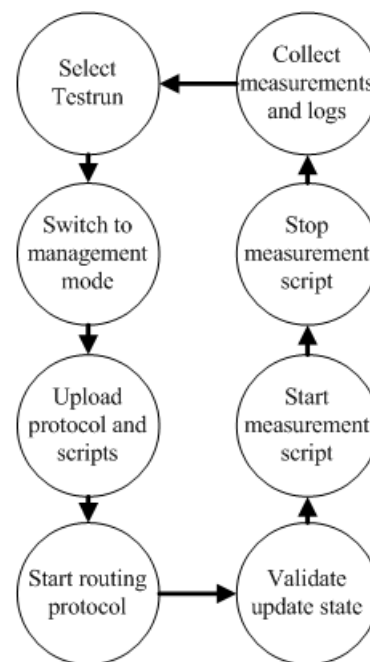 Select
Testrun
Switch to
management
mode
Upload
protocol and
scripts
Start routing
protocol
Validate
update state
Start
measurement
script
Stop
measurement
script
Collect
measurements
and logs